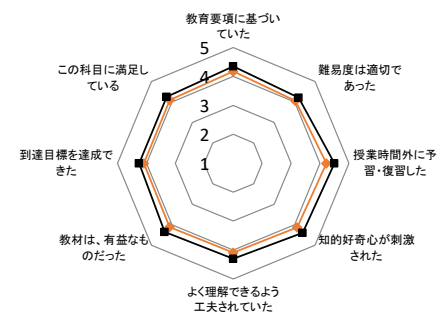 教育要項に基づい
ていた
難易度は適切で
あった
授業時間外に予
習・復習した
知的好奇心が刺激
された
よく理解できるよう
工夫されていた
教材は、有益なも
のだった
到達目標を達成で
きた
この科目に満足し
ている
5
4
3
2
1